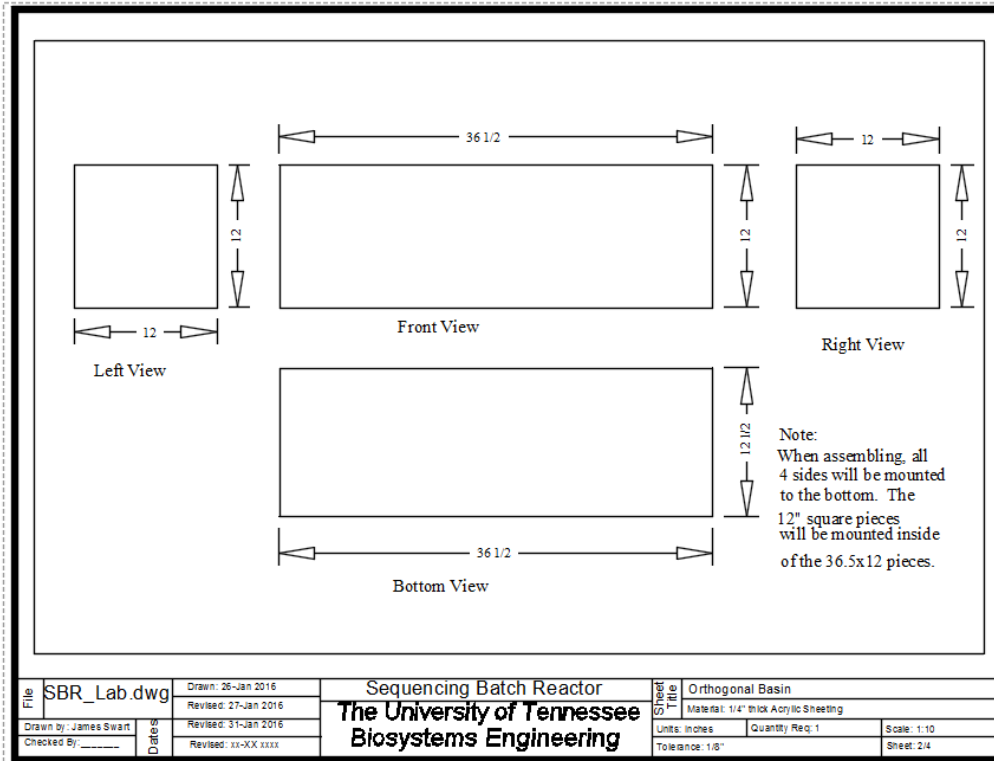 36 1/2
12
12
12
12
12
Front View
Right View
Left View
12 1/2
Note:
When assembling, all
4 sides will be mounted
to the bottom. The
12" square pieces
will be mounted inside
of the 36.5x12 pieces.
36 1/2
Bottom View
File
SBR_Lab.dwg
Drawn by: James Swart
Checked By:______
Dates
Drawn: 26-Jan 2016
Revised: 27-Jan 2016
Revised: 31-Jan 2016
Revised: xx-XX xxxx
Sequencing Batch Reactor
The University of Tennessee
Biosystems Engineering
Sheet
Title
Orthogonal Basin
Material: 1/4" thick Acrylic Sheeting
Units: Inches
Quantity Req: 1
Scale: 1:10
Tolerance: 1/8"
Sheet: 2/4